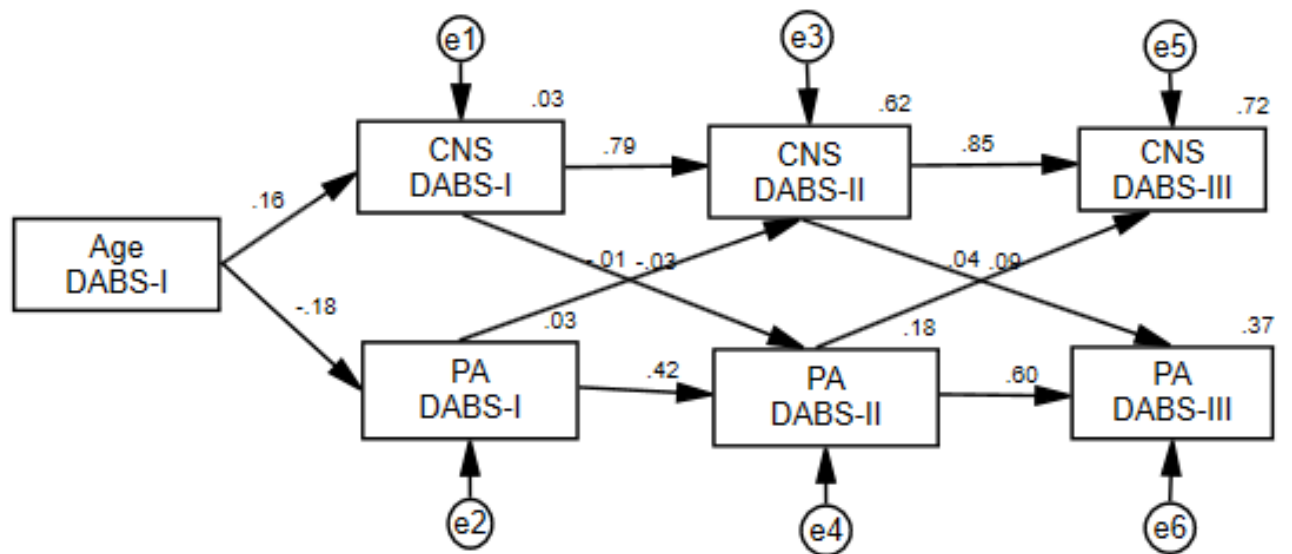 e1
e3
e5
.03
.62
.72
CNS
DABS-I
.79
CNS
DABS-II
.85
CNS
DABS-III
.16
Age
DABS-I
-.18
-.01
-.03
.04
.09
.03
.18
.37
PA
DABS-I
.42
PA
DABS-II
.60
PA
DABS-III
e2
e4
e6